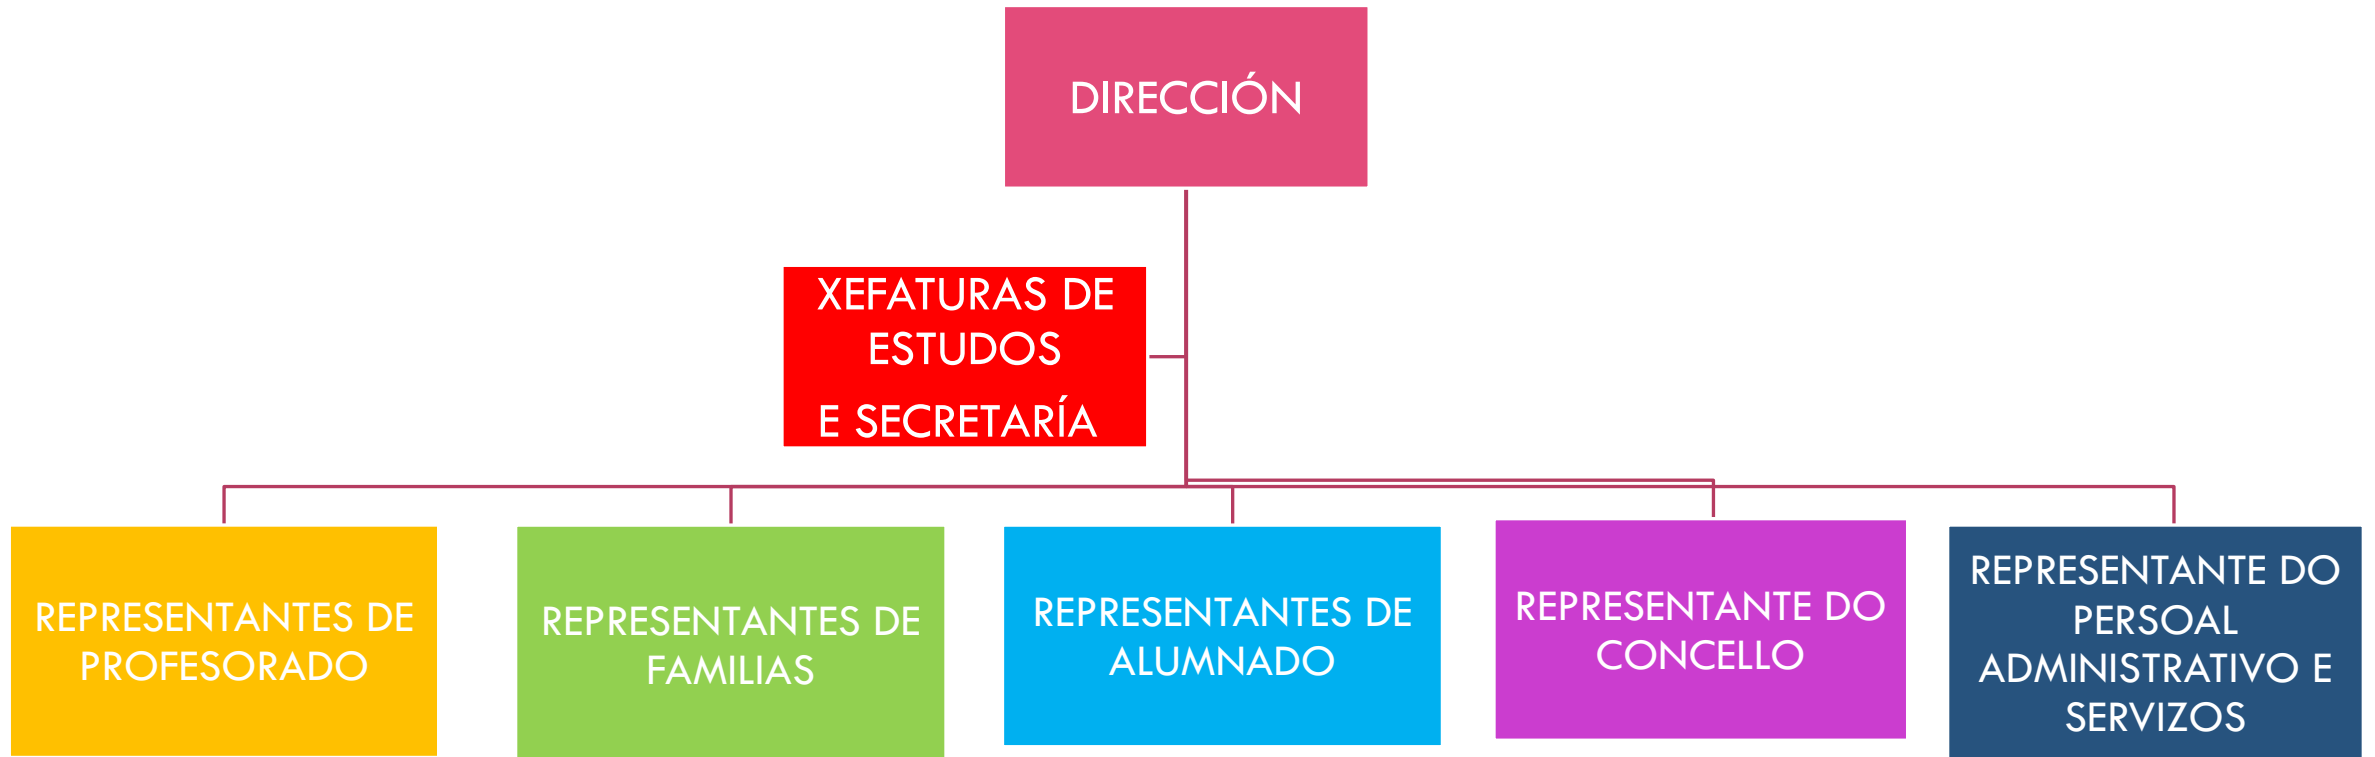 DIRECCIÓN
XEFATURAS DE
ESTUDOS
E SECRETARÍA
REPRESENTANTES DE
PROFESORADO
REPRESENTANTES DE
FAMILIAS
REPRESENTANTES DE
ALUMNADO
REPRESENTANTE DO
CONCELLO
REPRESENTANTE DO
PERSOAL
ADMINISTRATIVO E
SERVIZOS